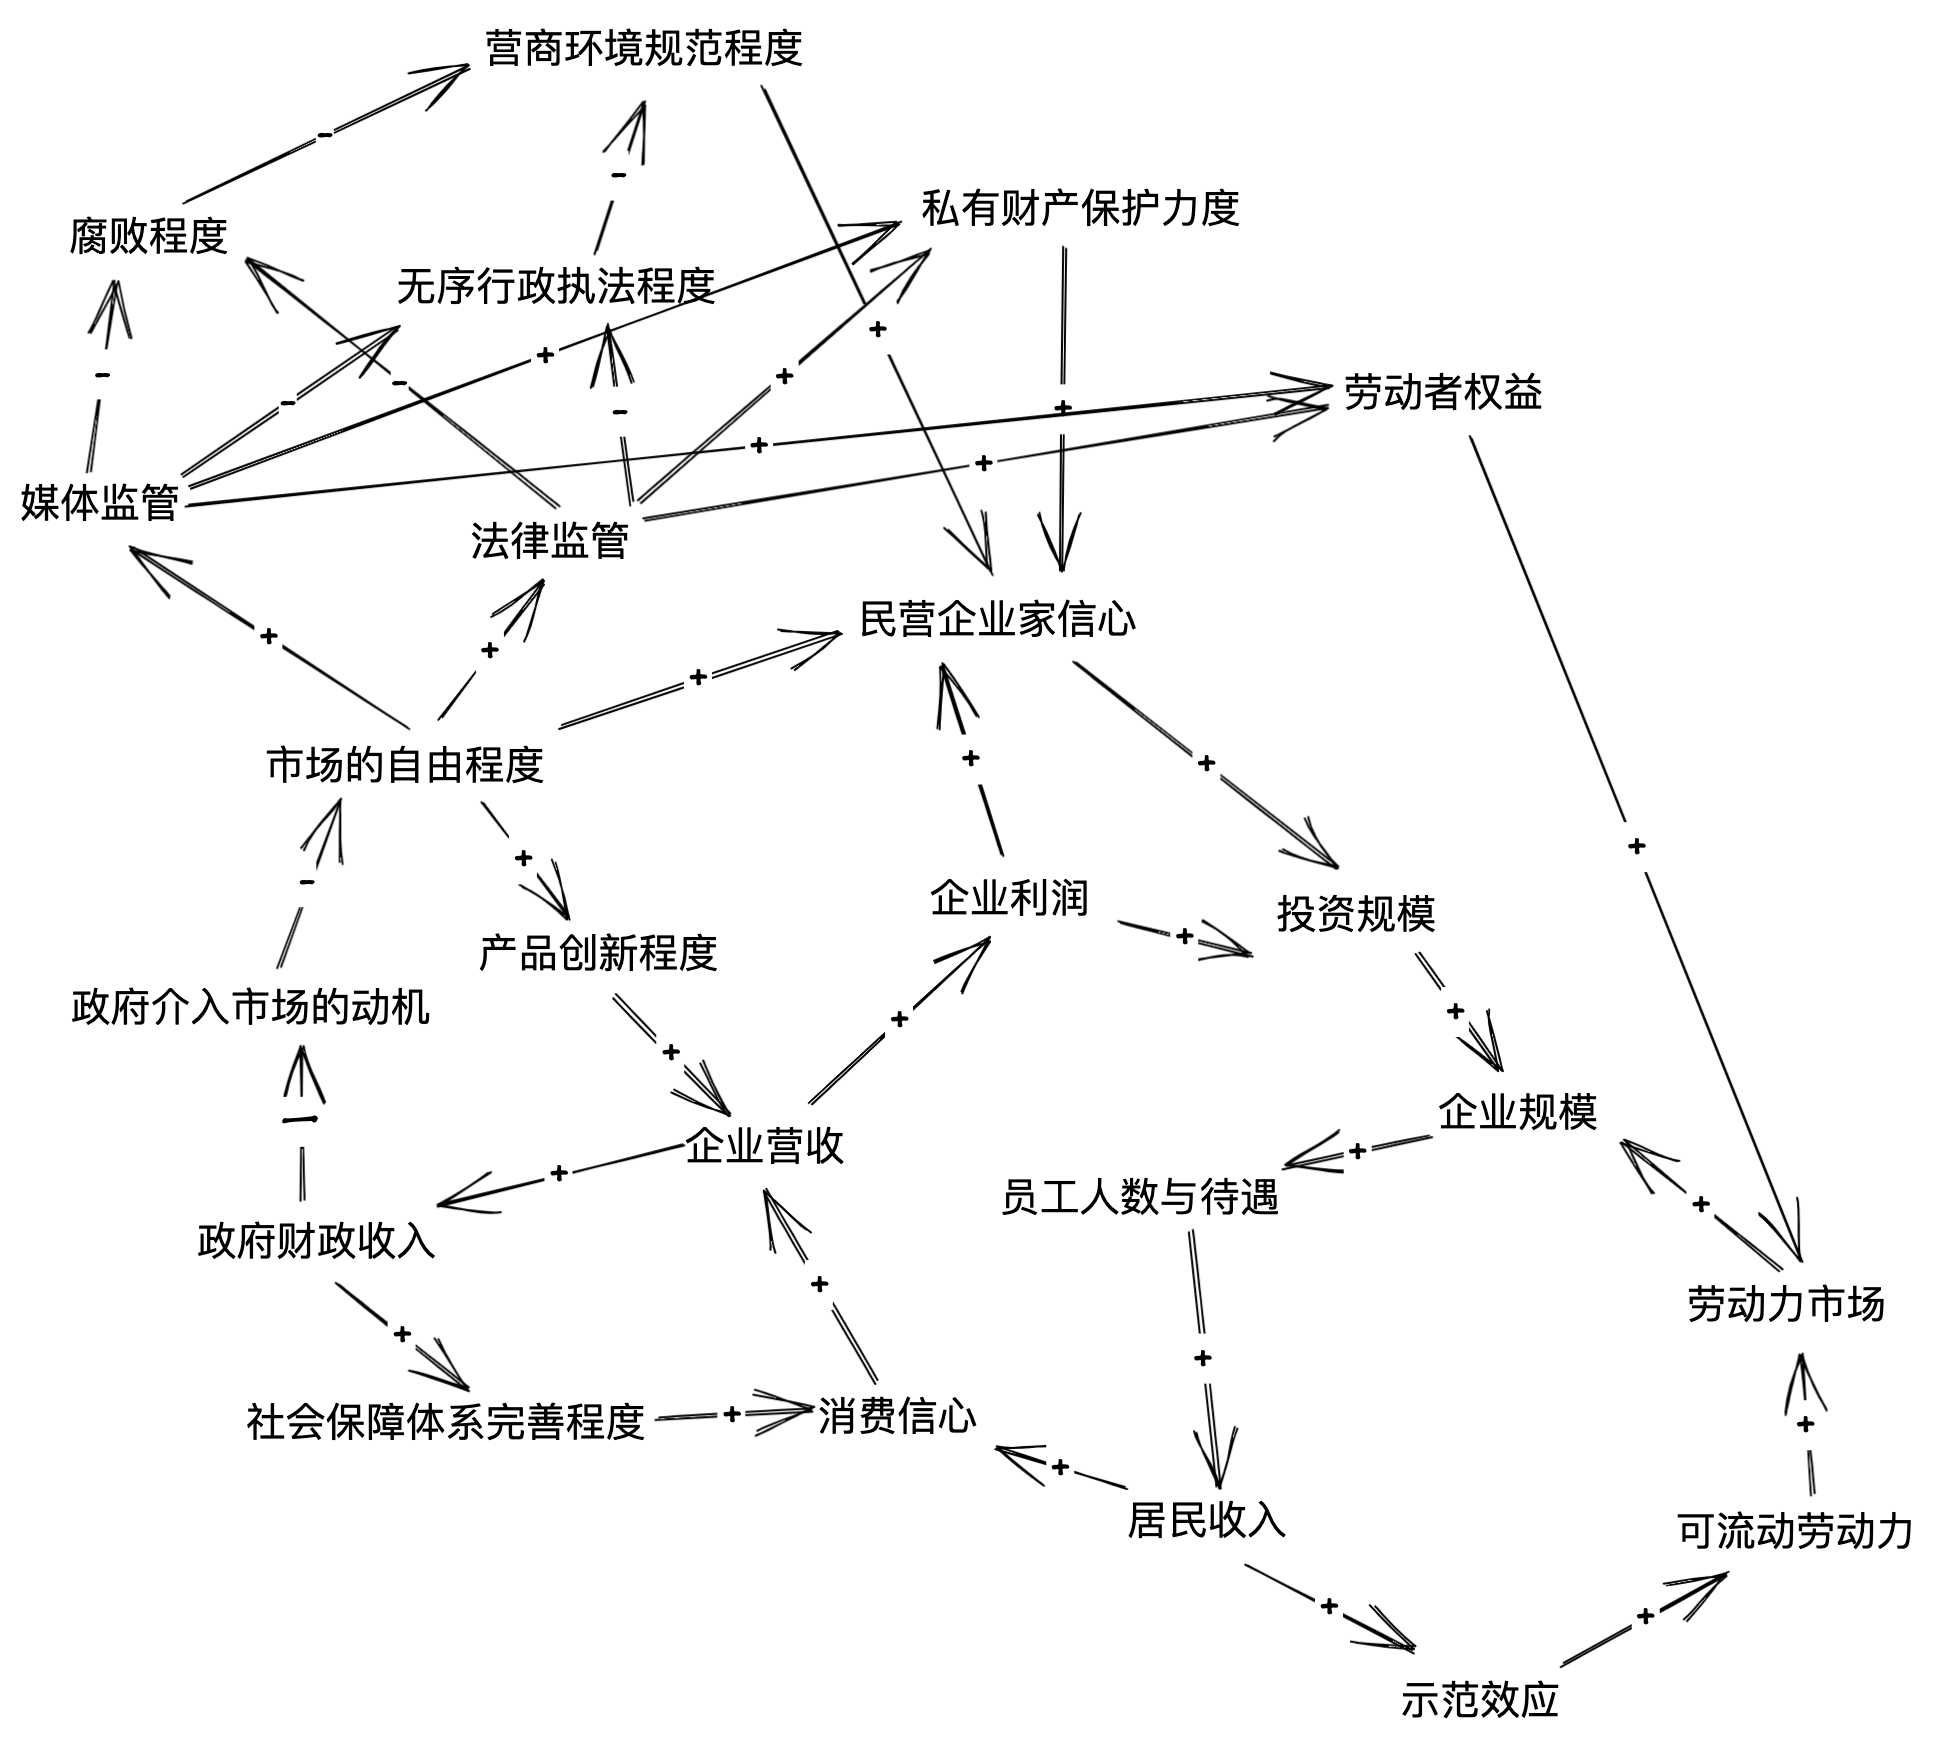 营商环境规范程度
–
私有财产保护力度
–
腐败程度
无序行政执法程度
+
+
+
–
–
–
–
+
劳动者权益
+
+
媒体监管
法律监管
民营企业家信心
+
+
+
+
+
市场的自由程度
+
+
–
企业利润
投资规模
+
产品创新程度
政府介入市场的动机
+
+
+
企业规模
–
企业营收
+
+
员工人数与待遇
+
政府财政收入
+
劳动力市场
+
+
社会保障体系完善程度
+
消费信心
+
+
居民收入
可流动劳动力
+
+
示范效应